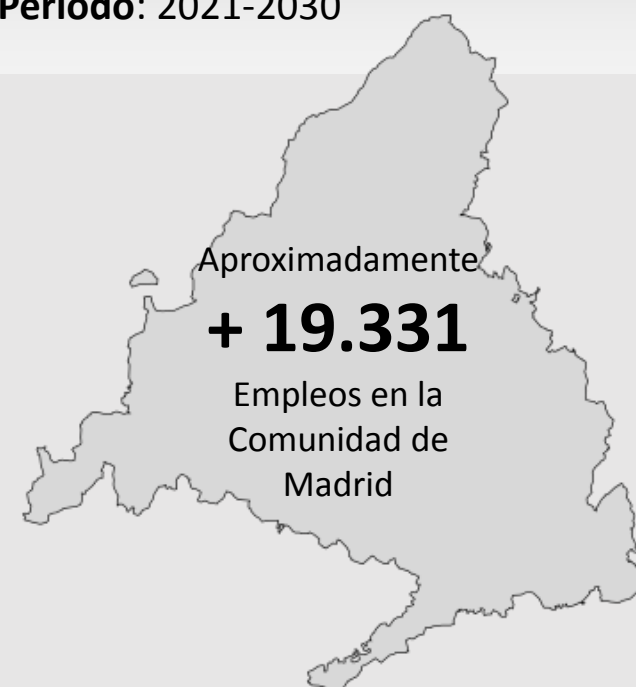 Periodo: 2021-2030
Aproximadamente
+ 19.331
Empleos en la
Comunidad de
Madrid